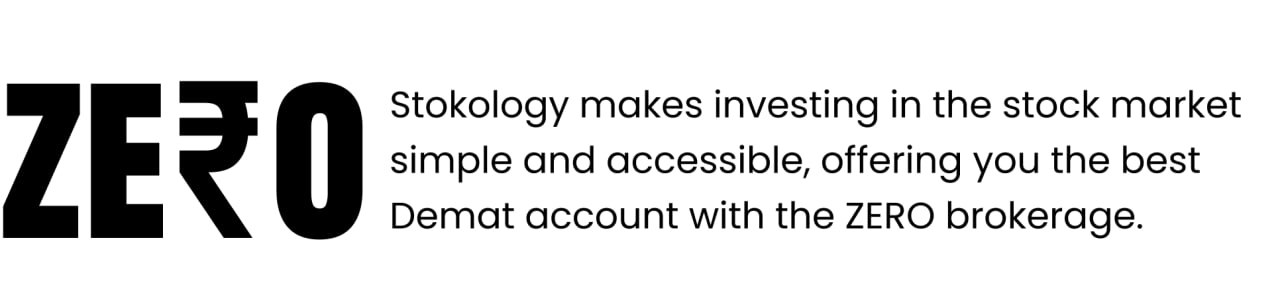 ZE₹O
Stokology makes investing in the stock market
simple and accessible, offering you the best
Demat account with the ZERO brokerage.